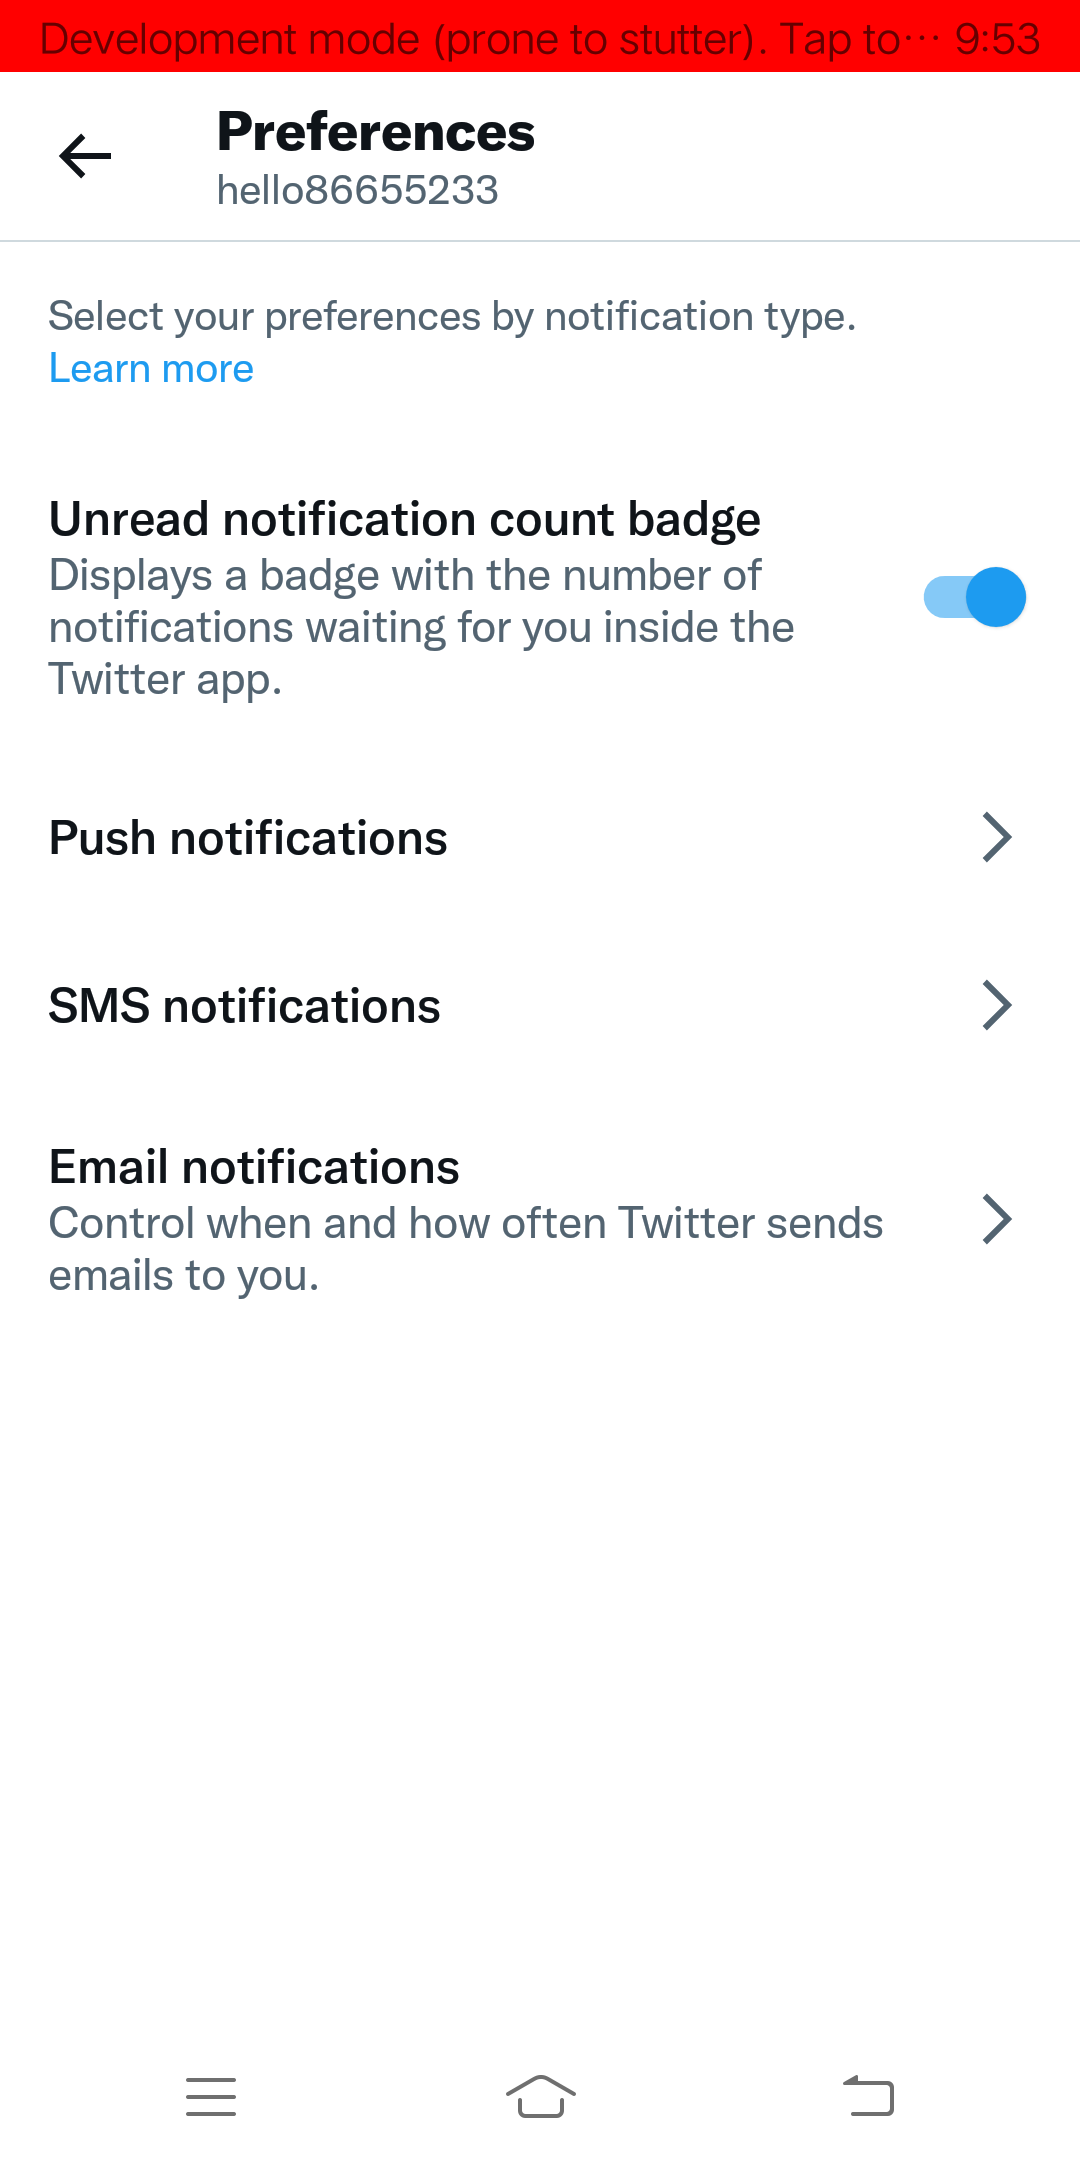 Development mode (prone to stutter). Tap to··· 9:53
Preferences
hello86655233
Select your preferences by notification type.
Learn more
Unread notification count badge
Displays a badge with the number of
notifications waiting for you inside the
Twitter app.
Push notifications
SMS notifications
Email notifications
Control when and how often Twitter sends
emails to you.